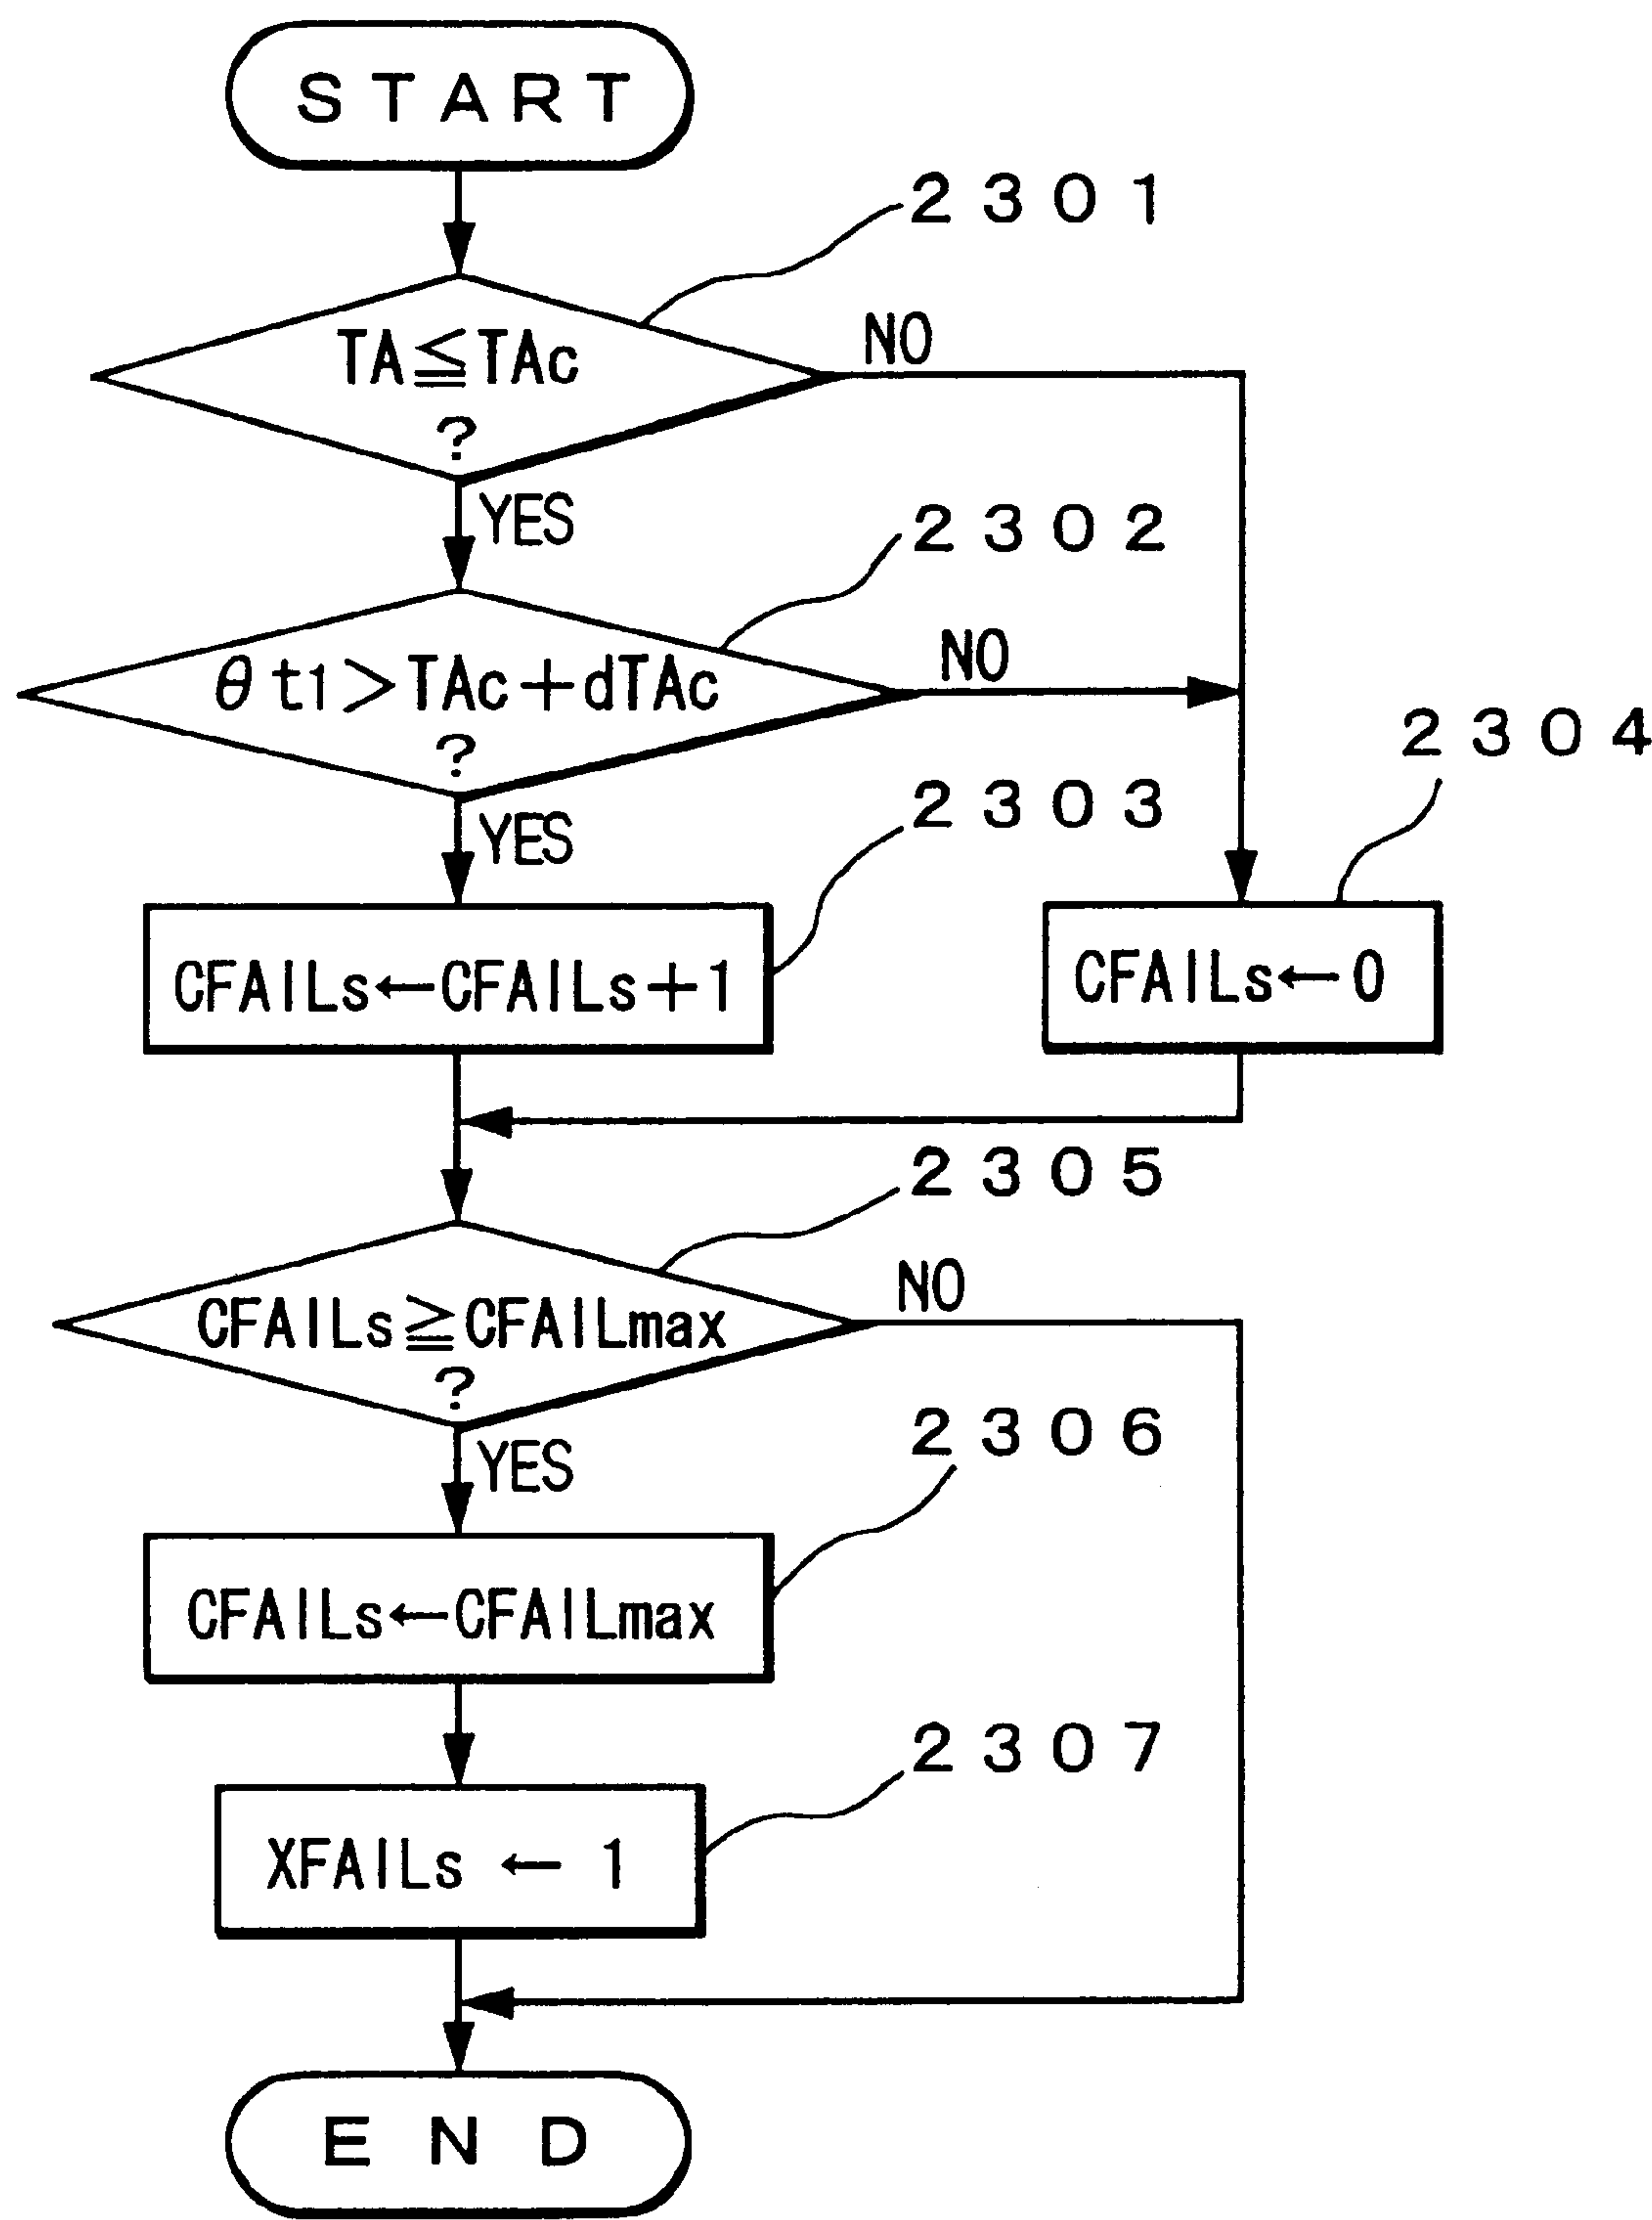 START
2301
TA≦TAc
?
NO
YES
2302
θt1>TAc+dTAc
?
NO
YES
2303
2304
CFAILs←CFAILs+1
CFAILs←0
2305
CFAILs≧CFAILmax
?
NO
YES
2306
CFAILs←CFAILmax
2307
XFAILs ← 1
END